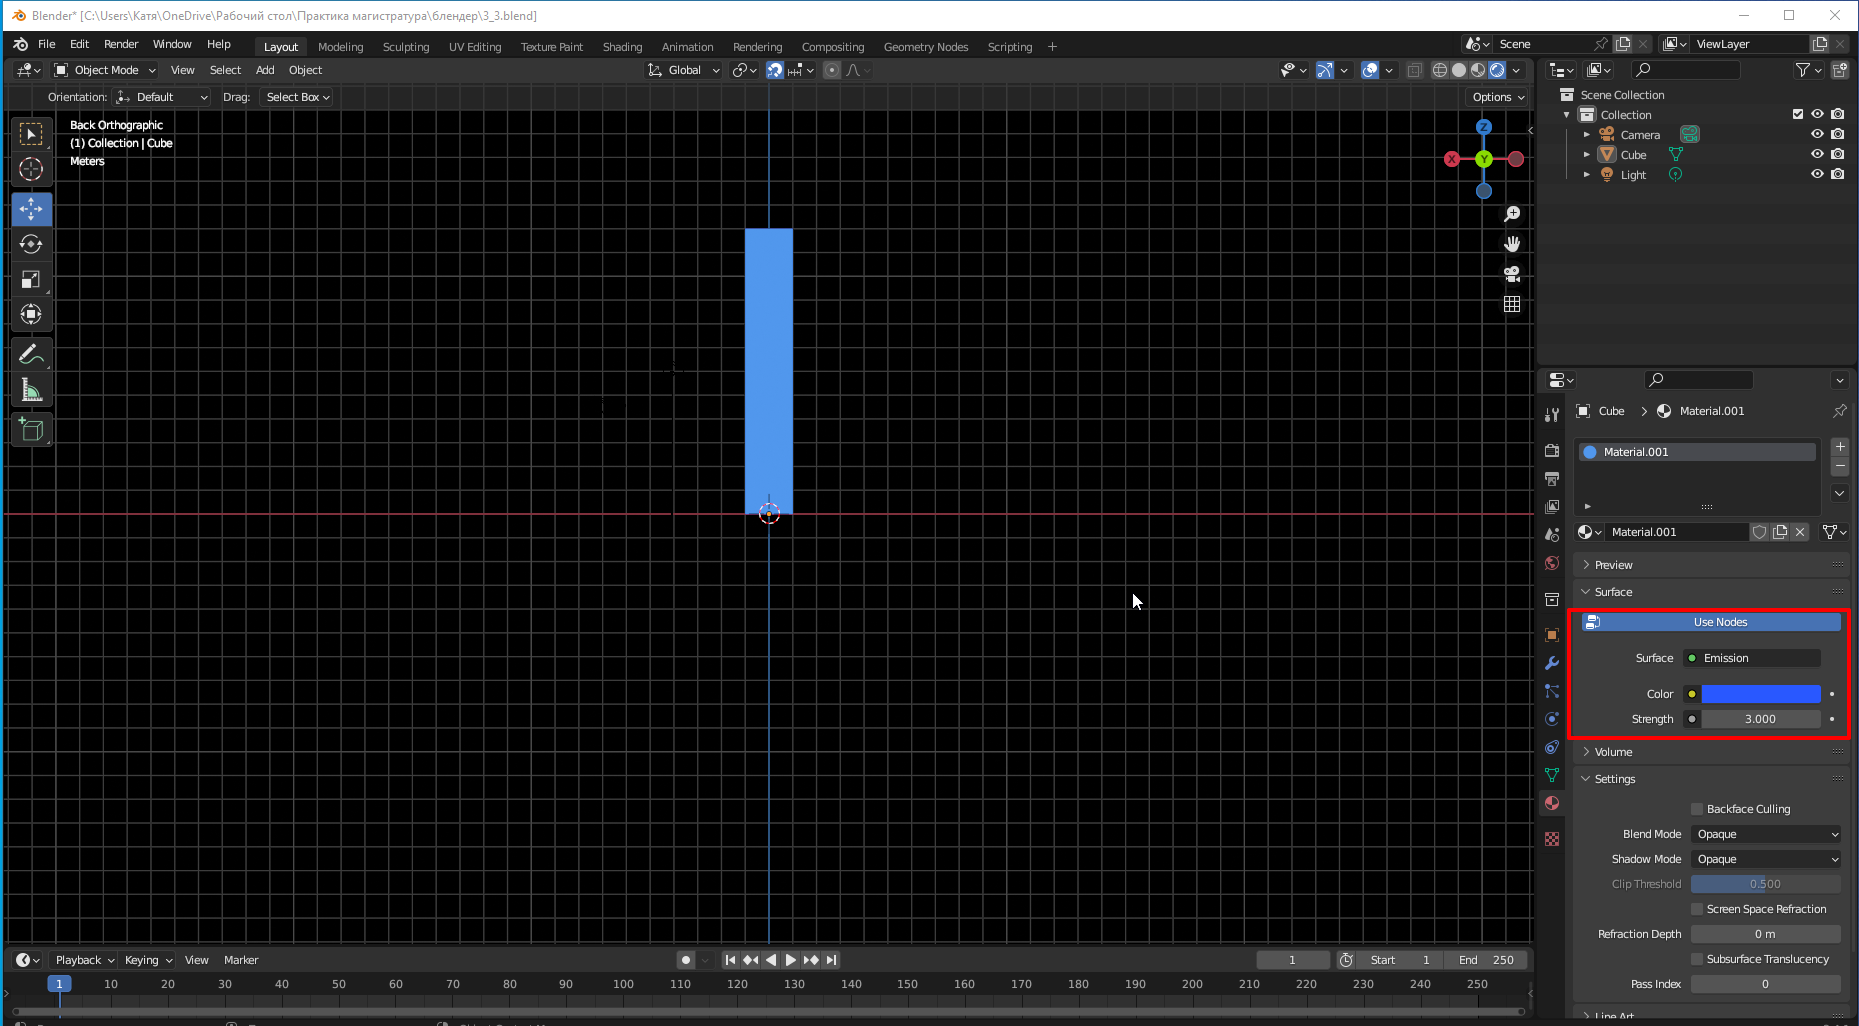 Blender* [C:\Users\Катя\OneDrive\Рабочий стол\Практика магистратура\блендер\3_3.blend]
File Edit Render Window Help Layout Modeling Sculpting UV Editing Texture Paint Shading Animation Rendering Compositing Geometry Nodes Scripting + Scene ViewLayer
Object Mode View Select Add Object Global
Orientation: Default Drag: Select Box Options
Back Orthographic
(1) Collection | Cube
Meters
Z
X
Y
Scene Collection
Collection
Camera
Cube
Light
Cube > Material.001
Material.001
Material.001
Preview
Surface
Use Nodes
Surface Emission
Color
Strength 3.000
Volume
Settings
Backface Culling
Blend Mode Opaque
Shadow Mode Opaque
Clip Threshold 0.500
Screen Space Refraction
Refraction Depth 0 m
Subsurface Translucency
Pass Index 0
Line Art
Playback Keying View Marker 1 Start 1 End 250
1 10 20 30 40 50 60 70 80 90 100 110 120 130 140 150 160 170 180 190 200 210 220 230 240 250